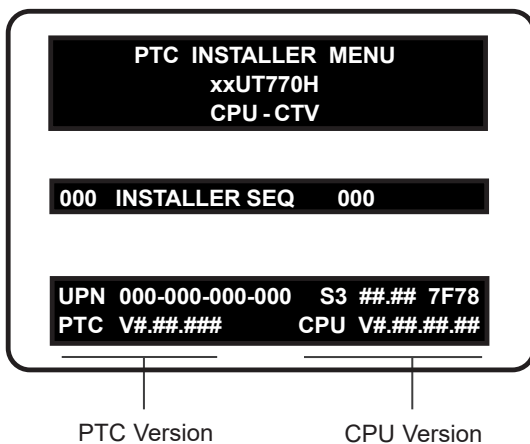 PTC INSTALLER MENU
xxUT770H
CPU - CTV
000 INSTALLER SEQ 000
UPN 000-000-000-000 S3 ##.## 7F78
PTC V#.##.### CPU V#.##.##.##
PTC Version CPU Version